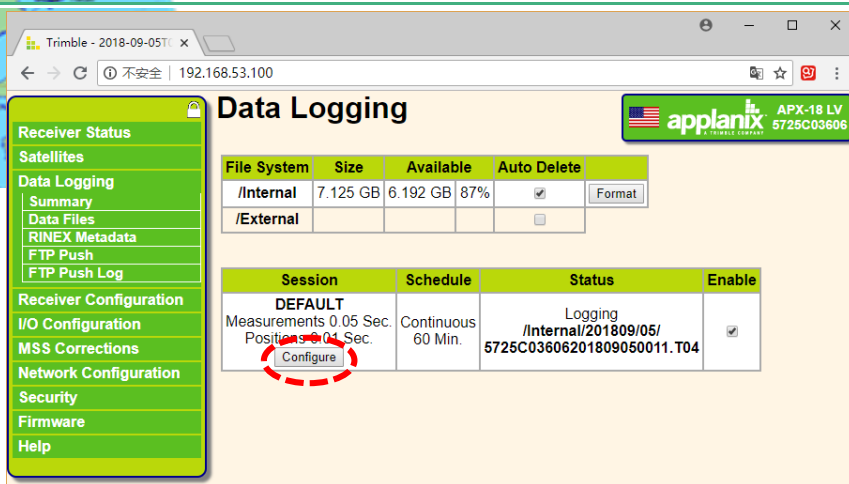 Trimble - 2018-09-05T
不安全 | 192.168.53.100
Data Logging
applanix
A TRIMBLE COMPANY
APX-18 LV
5725C03606
Receiver Status
Satellites
Data Logging
Summary
Data Files
RINEX Metadata
FTP Push
FTP Push Log
Receiver Configuration
I/O Configuration
MSS Corrections
Network Configuration
Security
Firmware
Help
File System Size Available Auto Delete
/Internal 7.125 GB 6.192 GB 87% Format
/External
Session Schedule Status Enable
DEFAULT
Measurements 0.05 Sec.
Positions 0.01 Sec.
Configure
Continuous
60 Min.
Logging
/Internal/201809/05/
5725C03606201809050011.T04